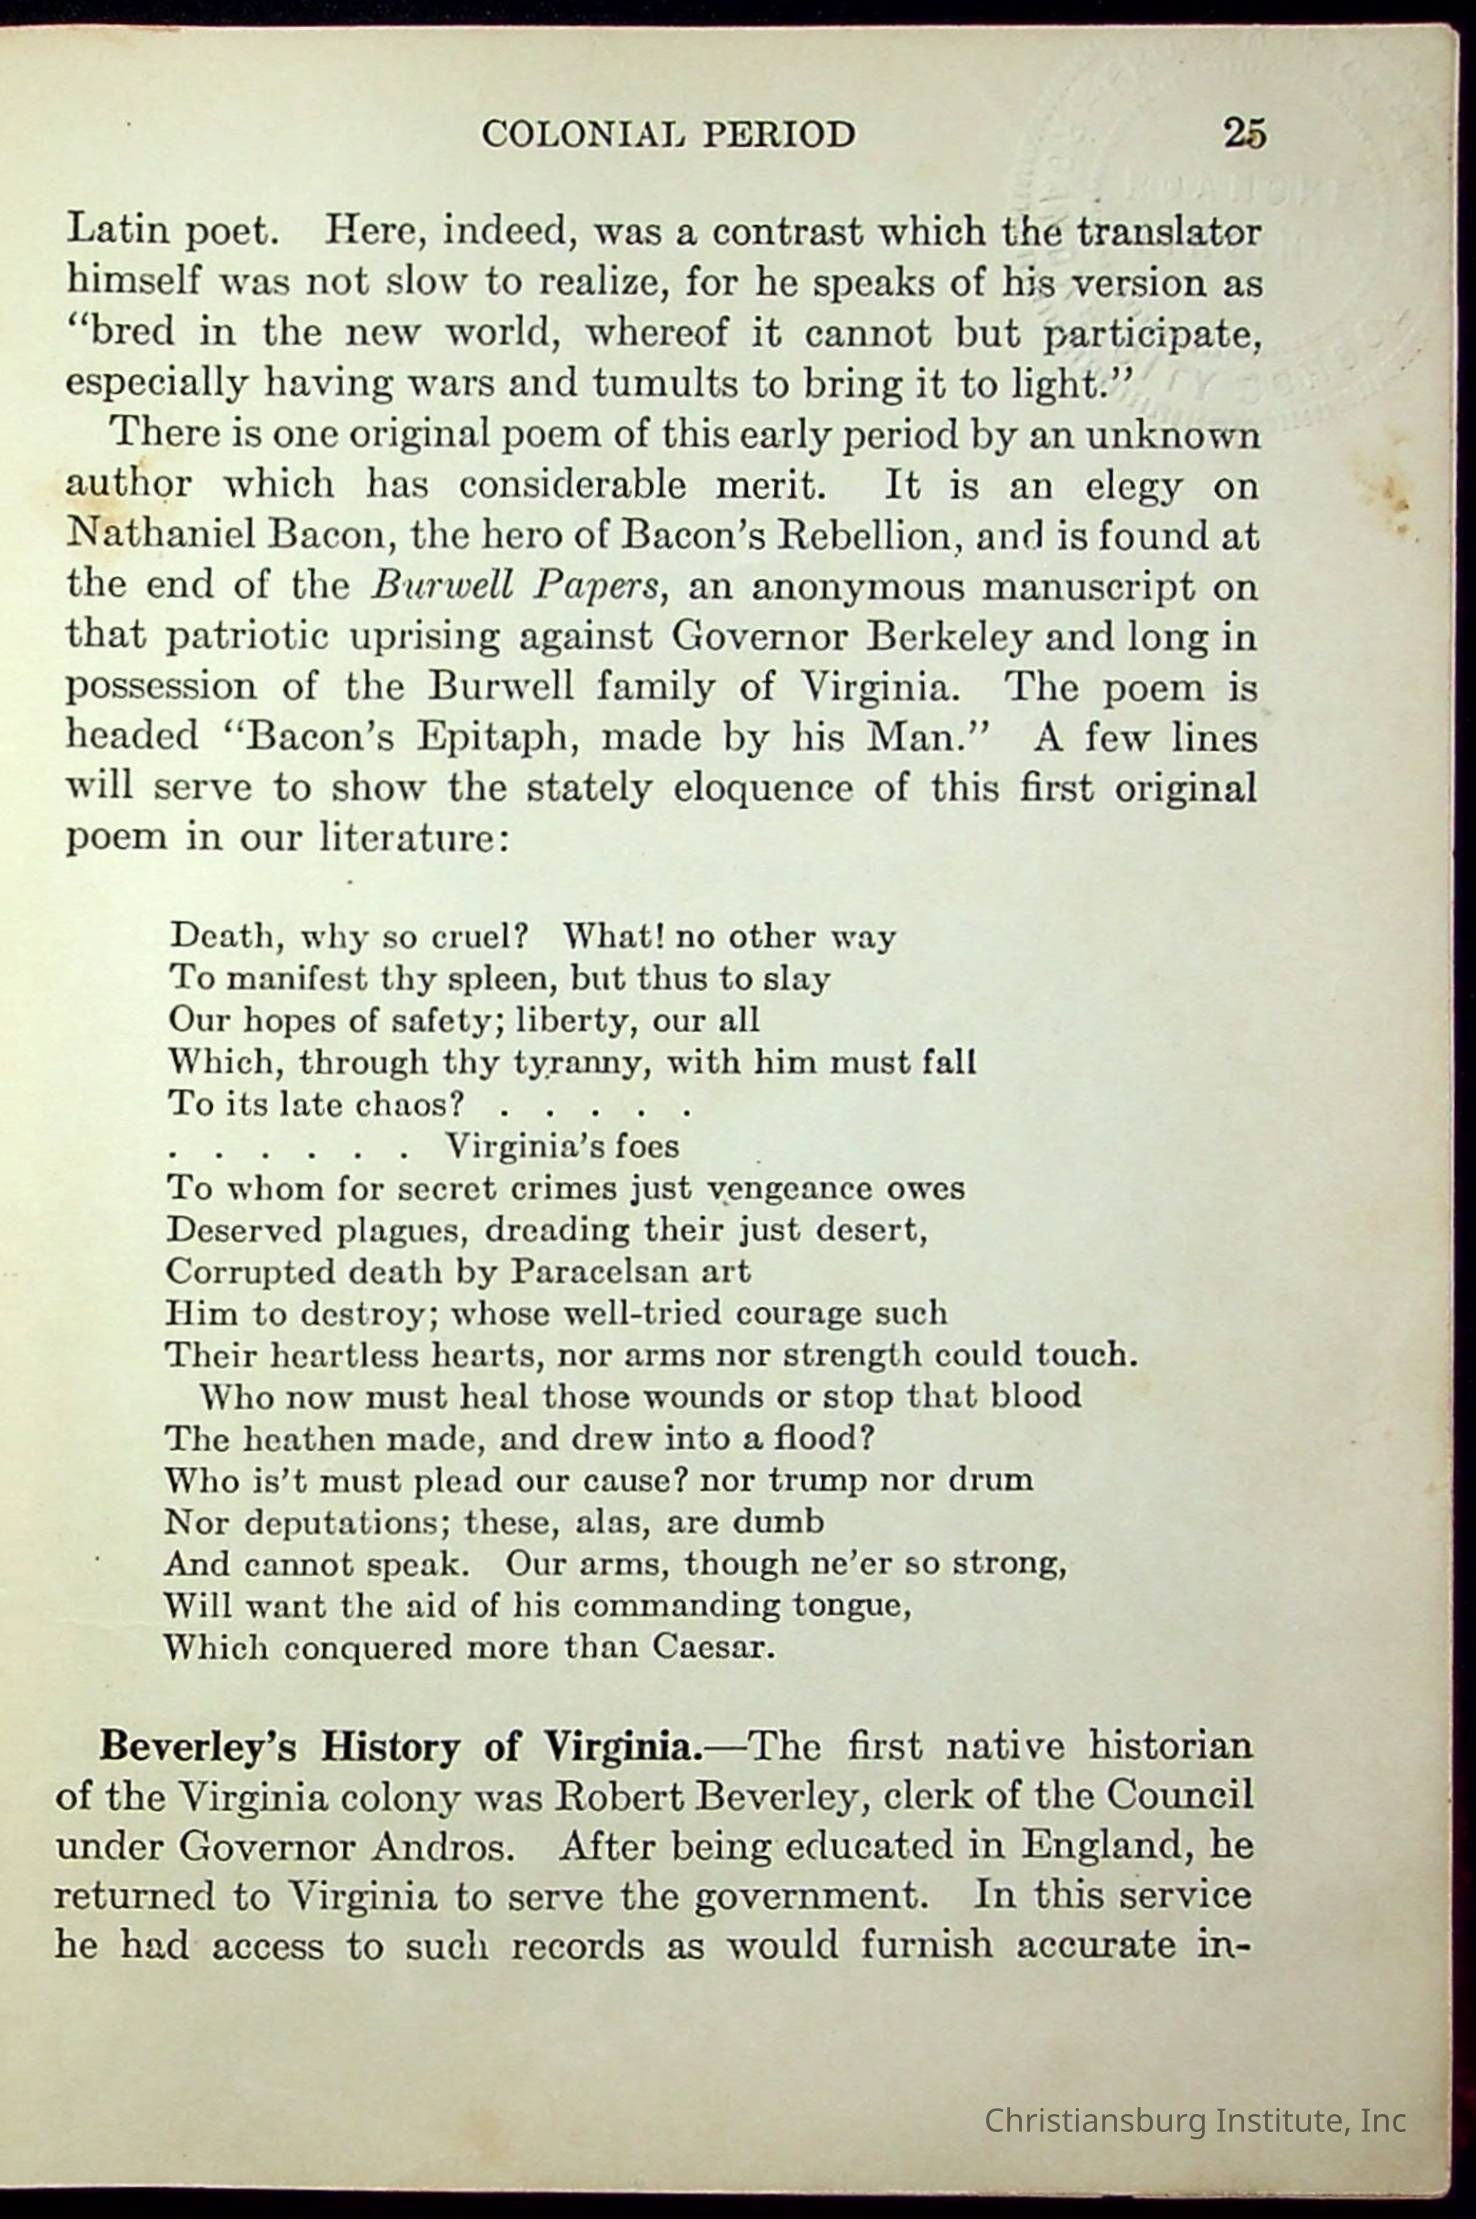 COLONIAL PERIOD 25
Latin poet. Here, indeed, was a contrast which the translator
himself was not slow to realize, for he speaks of his version as
“bred in the new world, whereof it cannot but participate,
especially having wars and tumults to bring it to light.”
There is one original poem of this early period by an unknown
author which has considerable merit. It is an elegy on
Nathaniel Bacon, the hero of Bacon’s Rebellion, and is found at
the end of the Burwell Papers, an anonymous manuscript on
that patriotic uprising against Governor Berkeley and long in
possession of the Burwell family of Virginia. The poem is
headed “Bacon’s Epitaph, made by his Man.” A few lines
will serve to show the stately eloquence of this first original
poem in our literature:
Death, why so cruel? What! no other way
To manifest thy spleen, but thus to slay
Our hopes of safety; liberty, our all
Which, through thy tyranny, with him must fall
To its late chaos? . . . . .
. . . . . . Virginia’s foes
To whom for secret crimes just vengeance owes
Deserved plagues, dreading their just desert,
Corrupted death by Paracelsan art
Him to destroy; whose well-tried courage such
Their heartless hearts, nor arms nor strength could touch.
Who now must heal those wounds or stop that blood
The heathen made, and drew into a flood?
Who is’t must plead our cause? nor trump nor drum
Nor deputations; these, alas, are dumb
And cannot speak. Our arms, though ne’er so strong,
Will want the aid of his commanding tongue,
Which conquered more than Caesar.
Beverley’s History of Virginia.—The first native historian
of the Virginia colony was Robert Beverley, clerk of the Council
under Governor Andros. After being educated in England, he
returned to Virginia to serve the government. In this service
he had access to such records as would furnish accurate in-
Christiansburg Institute, Inc